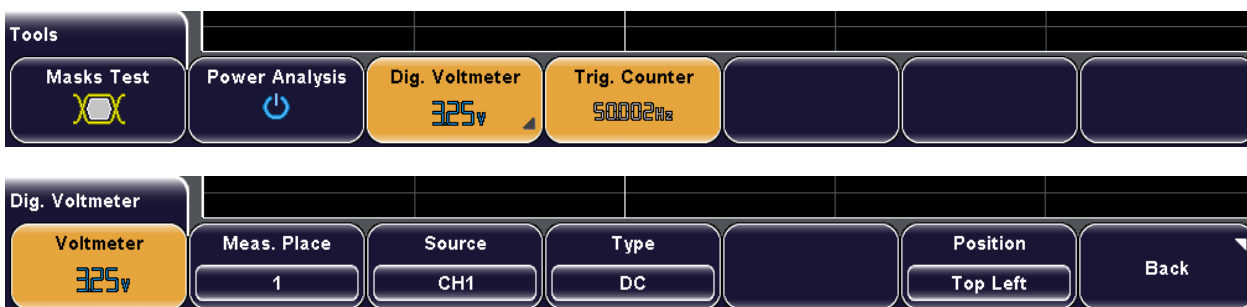 Tools
Masks Test
Power Analysis
Dig. Voltmeter
325v
Trig. Counter
50.002Hz
Dig. Voltmeter
Voltmeter
325v
Meas. Place
1
Source
CH1
Type
DC
Position
Top Left
Back